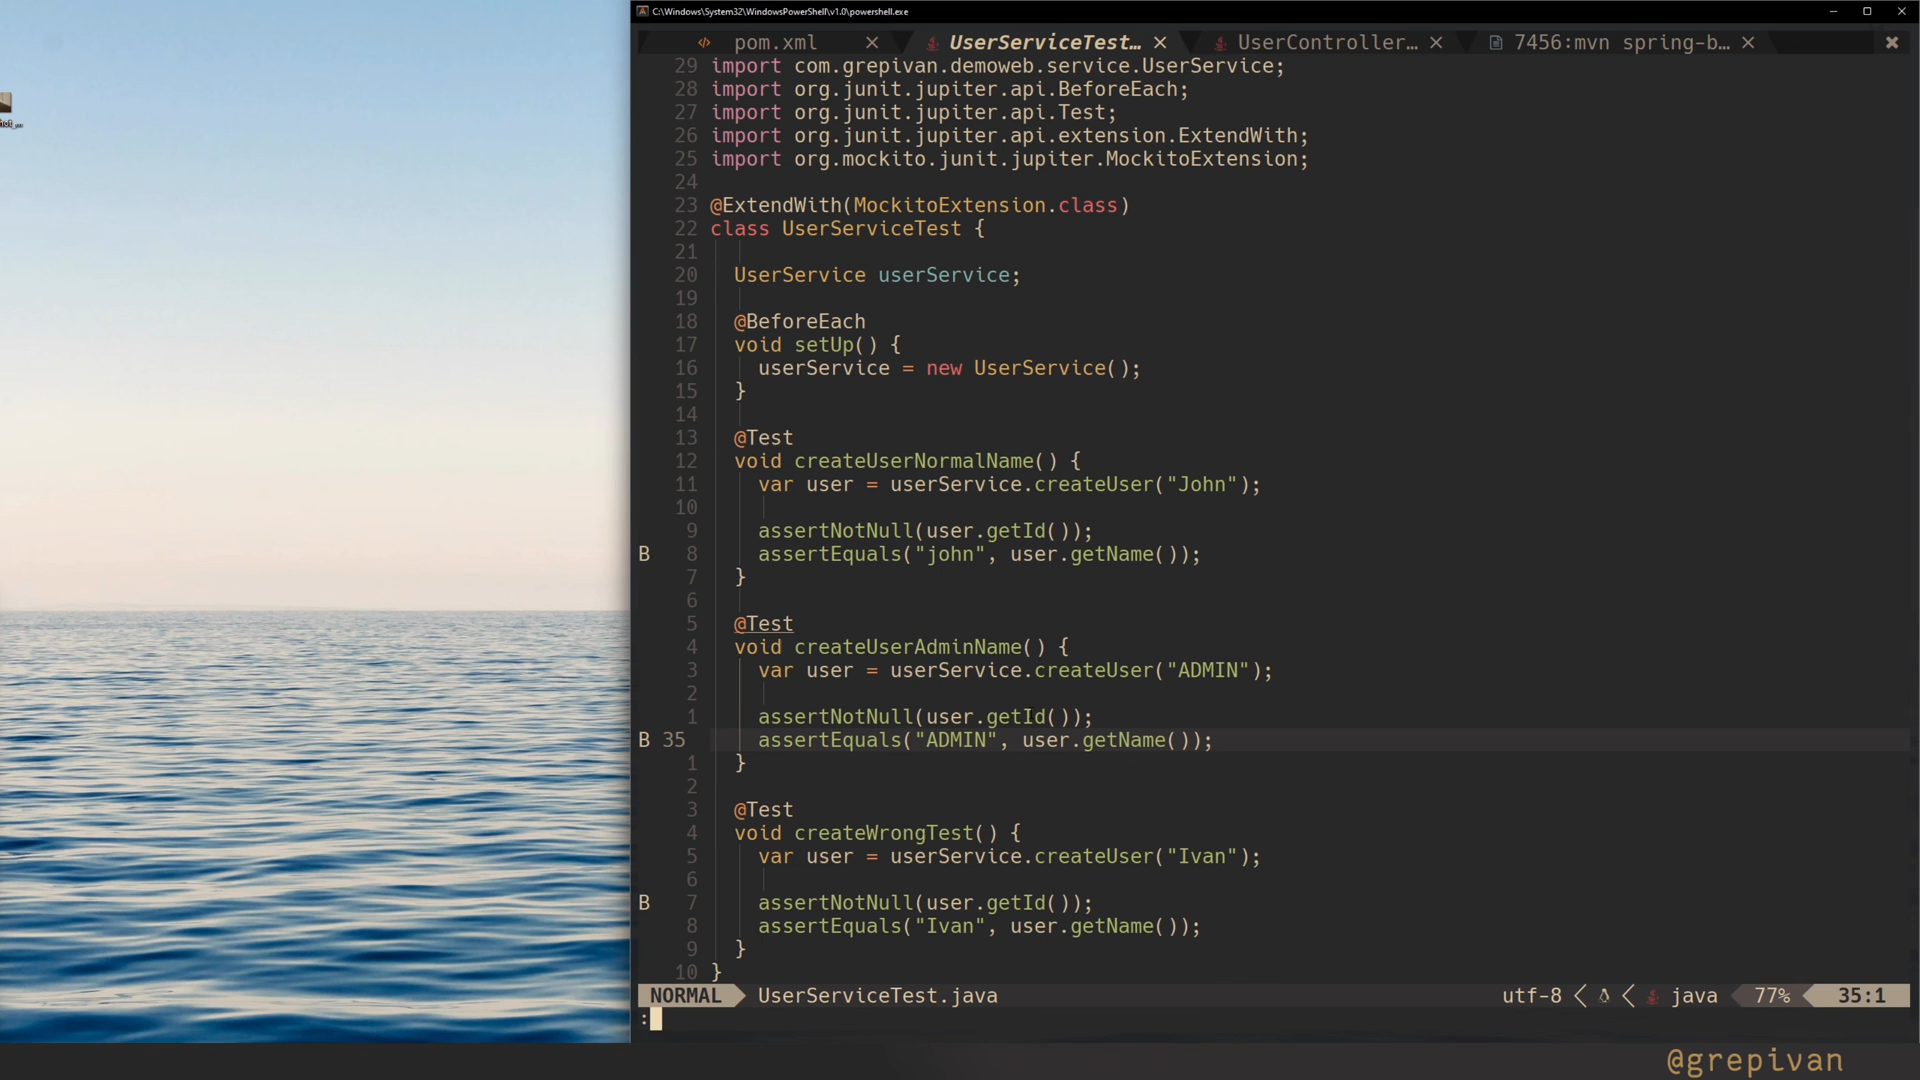 C:\Windows\System32\WindowsPowerShell\v1.0\powershell.exe
pom.xml
UserServiceTest…
UserController…
7456:mvn spring-b…
29 import com.grepivan.demoweb.service.UserService;
28 import org.junit.jupiter.api.BeforeEach;
27 import org.junit.jupiter.api.Test;
26 import org.junit.jupiter.api.extension.ExtendWith;
25 import org.mockito.junit.jupiter.MockitoExtension;
24
23 @ExtendWith(MockitoExtension.class)
22 class UserServiceTest {
21
20 UserService userService;
19
18 @BeforeEach
17 void setUp() {
16 userService = new UserService();
15 }
14
13 @Test
12 void createUserNormalName() {
11 var user = userService.createUser("John");
10
9 assertNotNull(user.getId());
B 8 assertEquals("john", user.getName());
7 }
6
5 @Test
4 void createUserAdminName() {
3 var user = userService.createUser("ADMIN");
2
1 assertNotNull(user.getId());
B 35 assertEquals("ADMIN", user.getName());
1 }
2
3 @Test
4 void createWrongTest() {
5 var user = userService.createUser("Ivan");
6
B 7 assertNotNull(user.getId());
8 assertEquals("Ivan", user.getName());
9 }
10 }
NORMAL UserServiceTest.java utf-8 java 77% 35:1
:
@grepivan